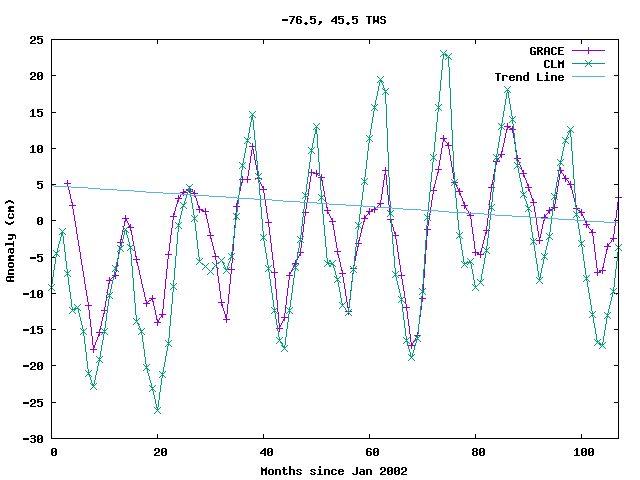 -76.5, 45.5 TWS
GRACE
CLM
Trend Line
25
20
15
10
5
0
-5
-10
-15
-20
-25
-30
Anomaly (cm)
0 20 40 60 80 100
Months since Jan 2002